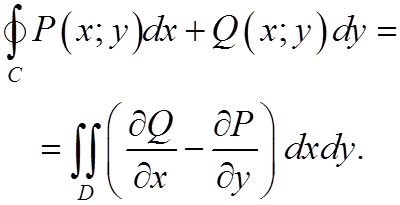 ∮_C P(x; y)dx + Q(x; y)dy =
= ∬_D (∂Q/∂x − ∂P/∂y) dxdy.